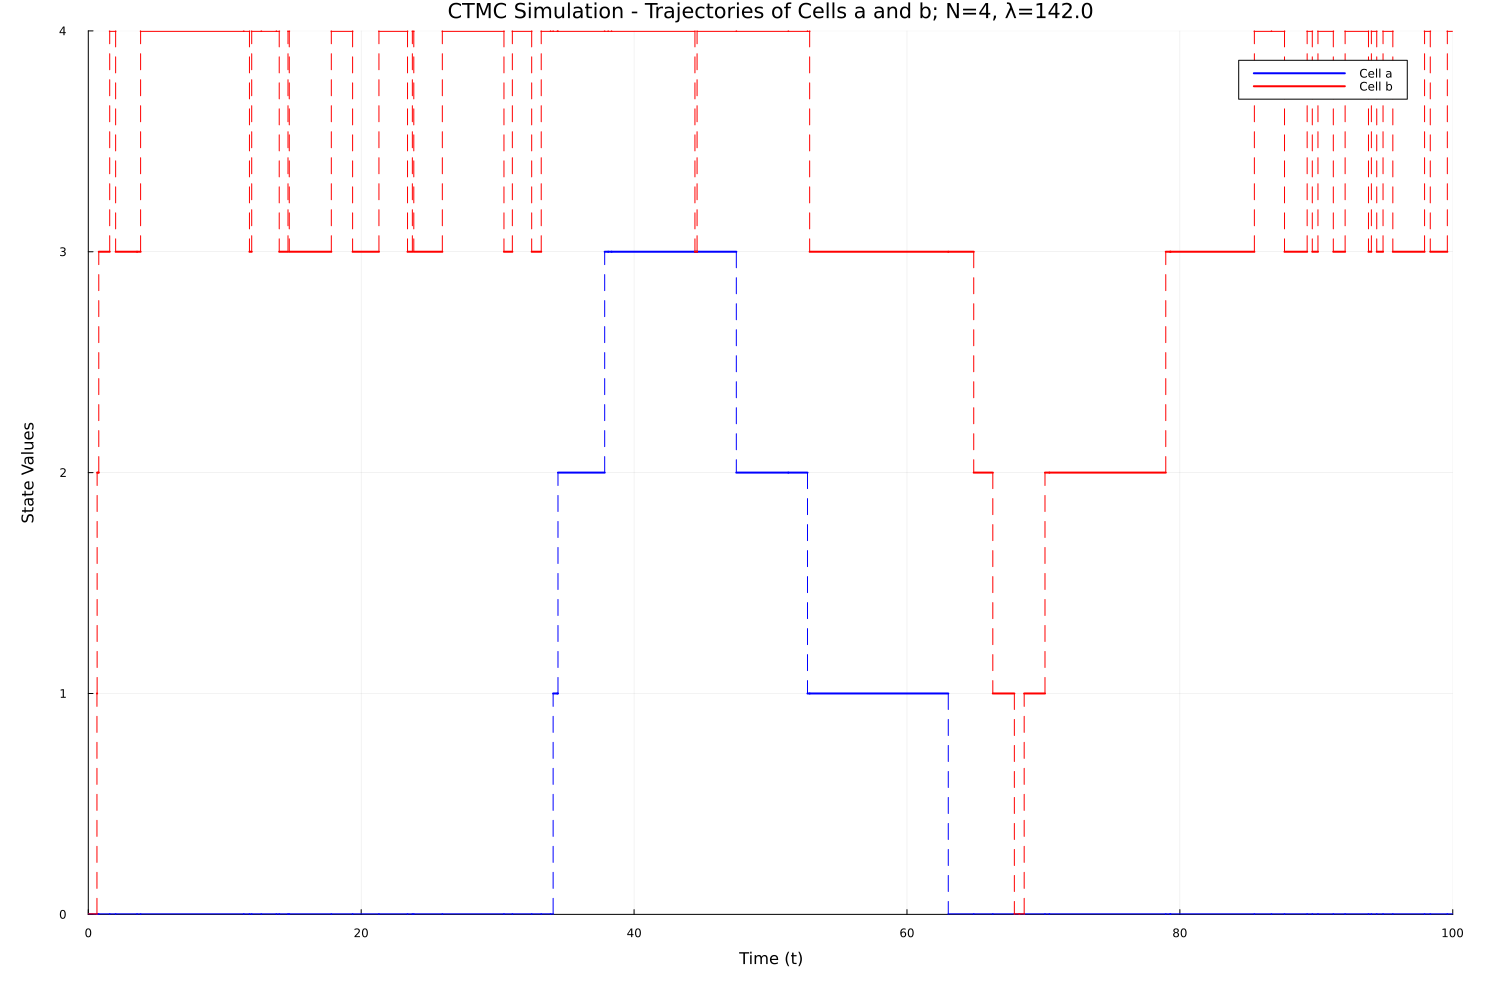 CTMC Simulation - Trajectories of Cells a and b; N=4, λ=142.0
State Values
4
3
2
1
0
Cell a
Cell b
0 20 40 60 80 100
Time (t)